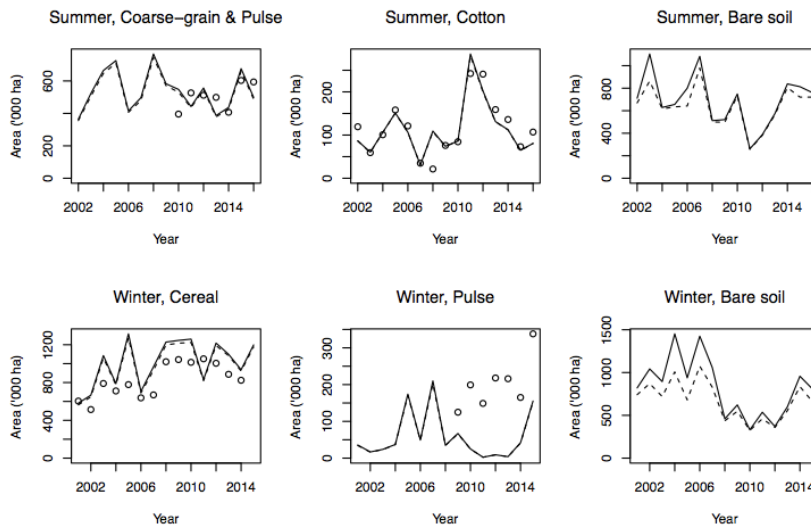 Summer, Coarse-grain & Pulse
Area ('000 ha)
0 200 400 600
2002 2006 2010 2014
Year
Summer, Cotton
Area ('000 ha)
0 100 200
2002 2006 2010 2014
Year
Summer, Bare soil
Area ('000 ha)
0 400 800
2002 2006 2010 2014
Year
Winter, Cereal
Area ('000 ha)
0 400 800 1200
2002 2006 2010 2014
Year
Winter, Pulse
Area ('000 ha)
0 100 200 300
2002 2006 2010 2014
Year
Winter, Bare soil
Area ('000 ha)
0 500 1000 1500
2002 2006 2010 2014
Year